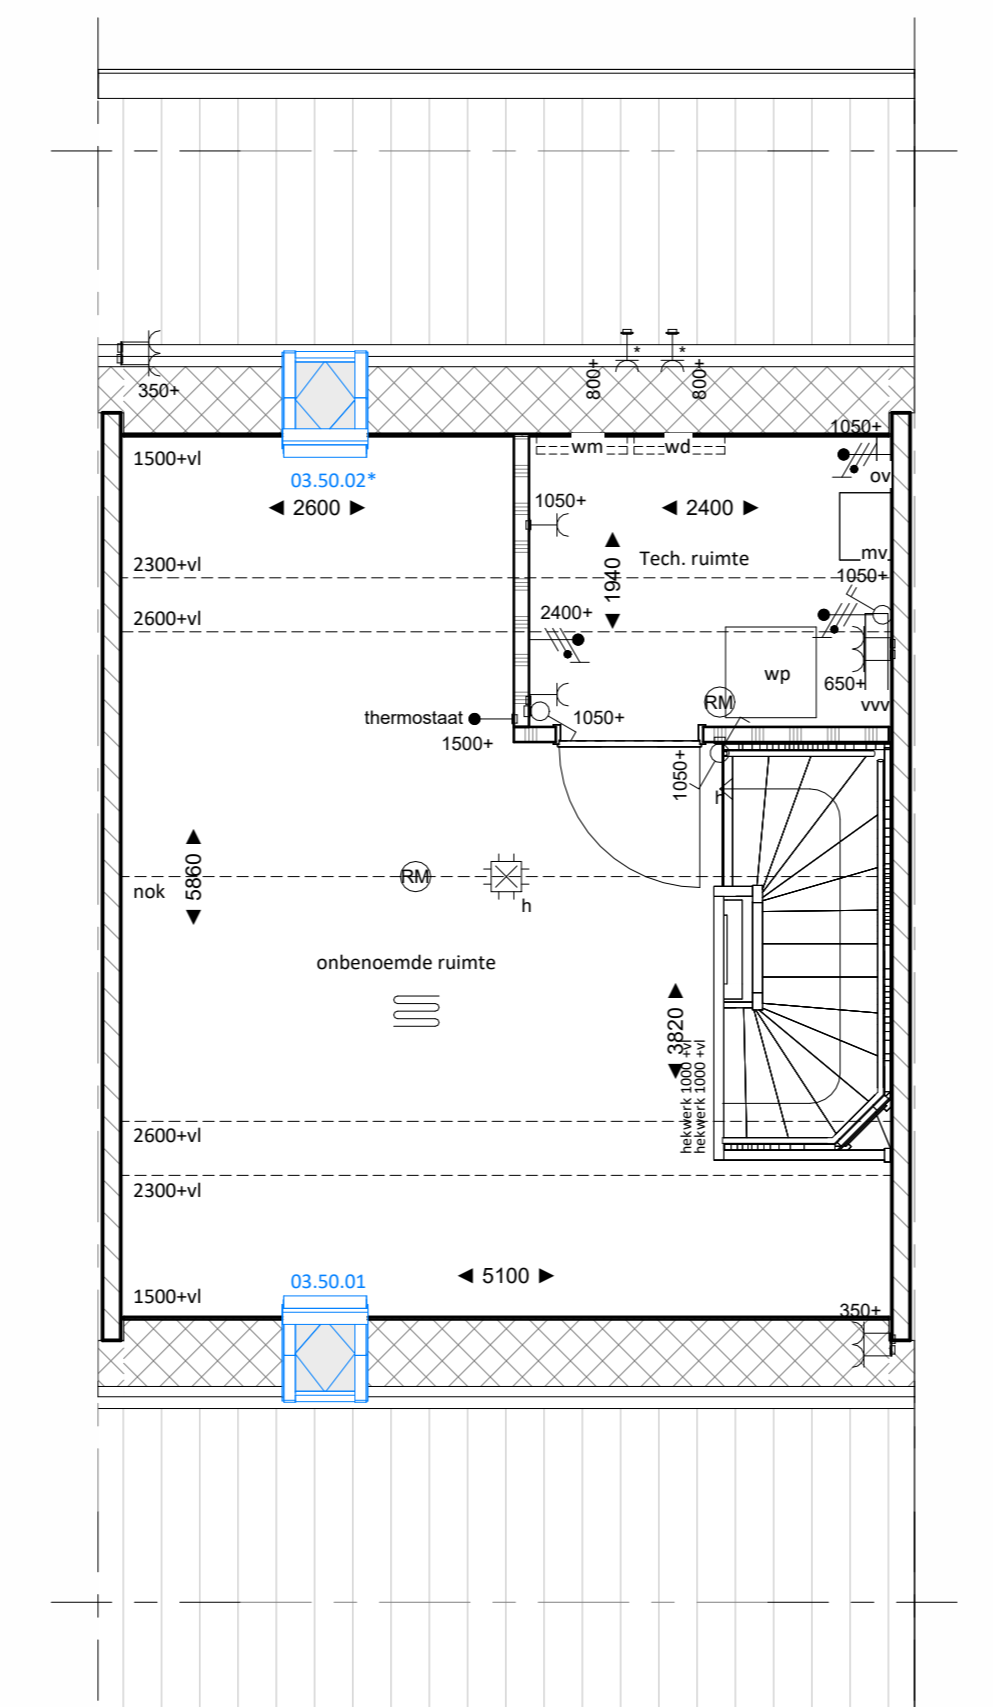 350+
*
*
800+
800+
1050+
1500+vl
wm
wd
ov
03.50.02*
1050+
2600
2400
mv
2300+vl
Tech. ruimte
1050+
1940
2600+vl
2400+
wp
650+
RM
vvv
thermostaat
1050+
1500+
1050+
h
nok
5860
RM
h
onbenoemde ruimte
3820
hekwerk 1000 +vl
hekwerk 1000 +vl
2600+vl
2300+vl
03.50.01
5100
1500+vl
350+